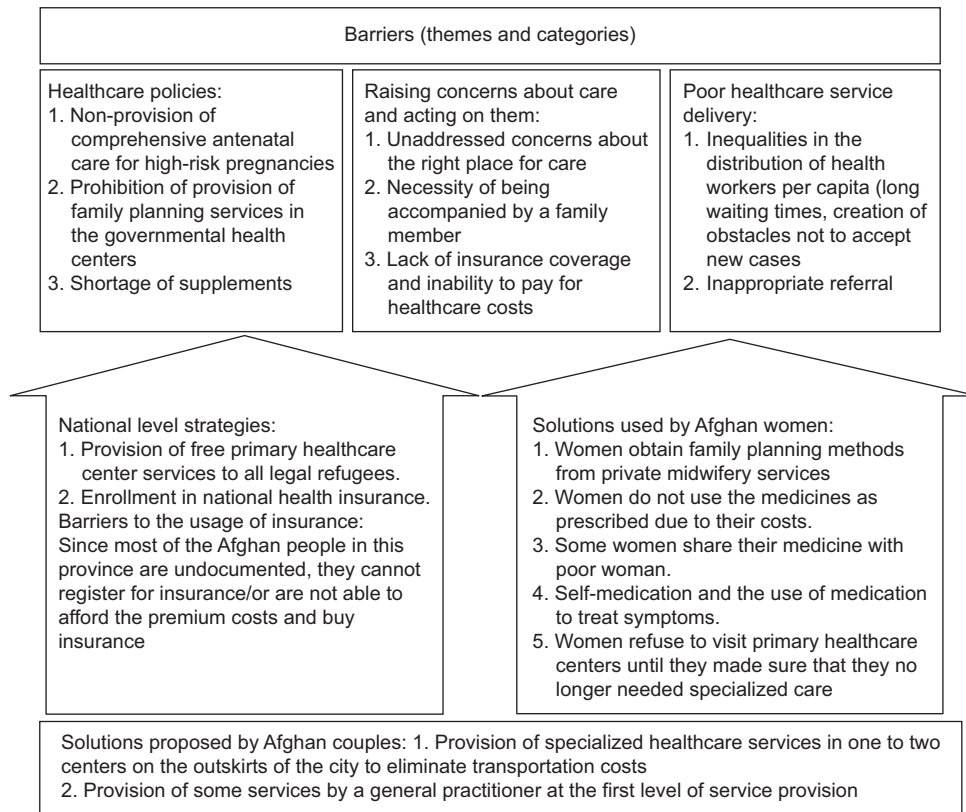 Barriers (themes and categories)
Healthcare policies:
1. Non-provision of
comprehensive antenatal
care for high-risk pregnancies
2. Prohibition of provision of
family planning services in
the governmental health
centers
3. Shortage of supplements
Raising concerns about care
and acting on them:
1. Unaddressed concerns about
the right place for care
2. Necessity of being
accompanied by a family
member
3. Lack of insurance coverage
and inability to pay for
healthcare costs
Poor healthcare service
delivery:
1. Inequalities in the
distribution of health
workers per capita (long
waiting times, creation of
obstacles not to accept
new cases
2. Inappropriate referral
National level strategies:
1. Provision of free primary healthcare
center services to all legal refugees.
2. Enrollment in national health insurance.
Barriers to the usage of insurance:
Since most of the Afghan people in this
province are undocumented, they cannot
register for insurance/or are not able to
afford the premium costs and buy
insurance
Solutions used by Afghan women:
1. Women obtain family planning methods
from private midwifery services
2. Women do not use the medicines as
prescribed due to their costs.
3. Some women share their medicine with
poor woman.
4. Self-medication and the use of medication
to treat symptoms.
5. Women refuse to visit primary healthcare
centers until they made sure that they no
longer needed specialized care
Solutions proposed by Afghan couples: 1. Provision of specialized healthcare services in one to two
centers on the outskirts of the city to eliminate transportation costs
2. Provision of some services by a general practitioner at the first level of service provision